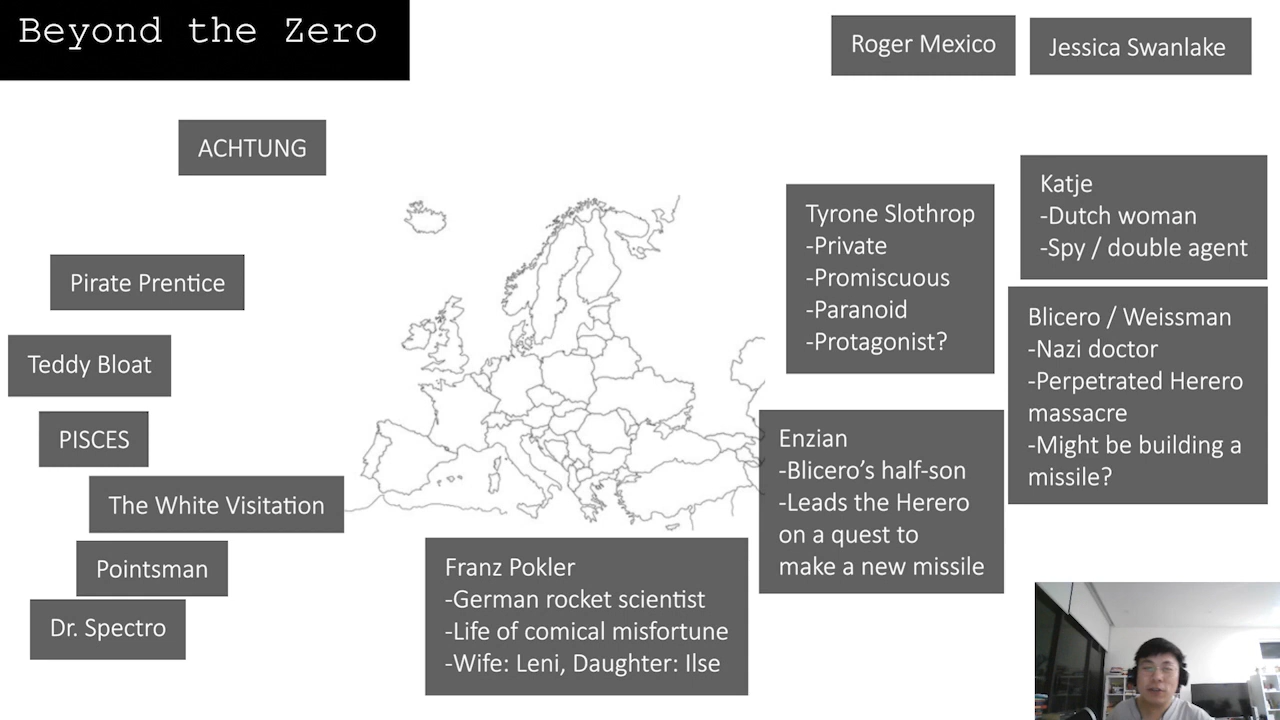 Beyond the Zero
Roger Mexico
Jessica Swanlake
ACHTUNG
Pirate Prentice
Teddy Bloat
PISCES
The White Visitation
Pointsman
Dr. Spectro
Tyrone Slothrop
-Private
-Promiscuous
-Paranoid
-Protagonist?
Katje
-Dutch woman
-Spy / double agent
Blicero / Weissman
-Nazi doctor
-Perpetrated Herero
massacre
-Might be building a
missile?
Enzian
-Blicero’s half-son
-Leads the Herero
on a quest to
make a new missile
Franz Pokler
-German rocket scientist
-Life of comical misfortune
-Wife: Leni, Daughter: Ilse